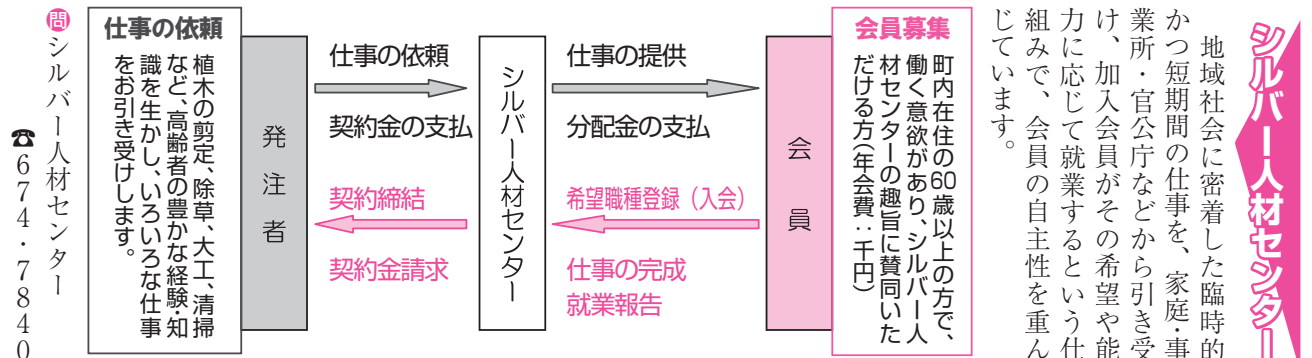 シルバー人材センター
地域社会に密着した臨時的
かつ短期間の仕事を、家庭・事
業所・官公庁などから引き受
け、加入会員がその希望や能
力に応じて就業するという仕
組みで、会員の自主性を重ん
じています。
会員募集
町内在住の60歳以上の方で、
働く意欲があり、シルバー人
材センターの趣旨に賛同いた
だける方（年会費：千円）
会員
仕事の提供
分配金の支払
希望職種登録（入会）
仕事の完成
就業報告
シルバー人材センター
仕事の依頼
契約金の支払
契約締結
契約金請求
発注者
仕事の依頼
植木の剪定、除草、大工、清掃
など、高齢者の豊かな経験・知
識を生かし、いろいろな仕事
をお引き受けします。
問シルバー人材センター
☎674・7840